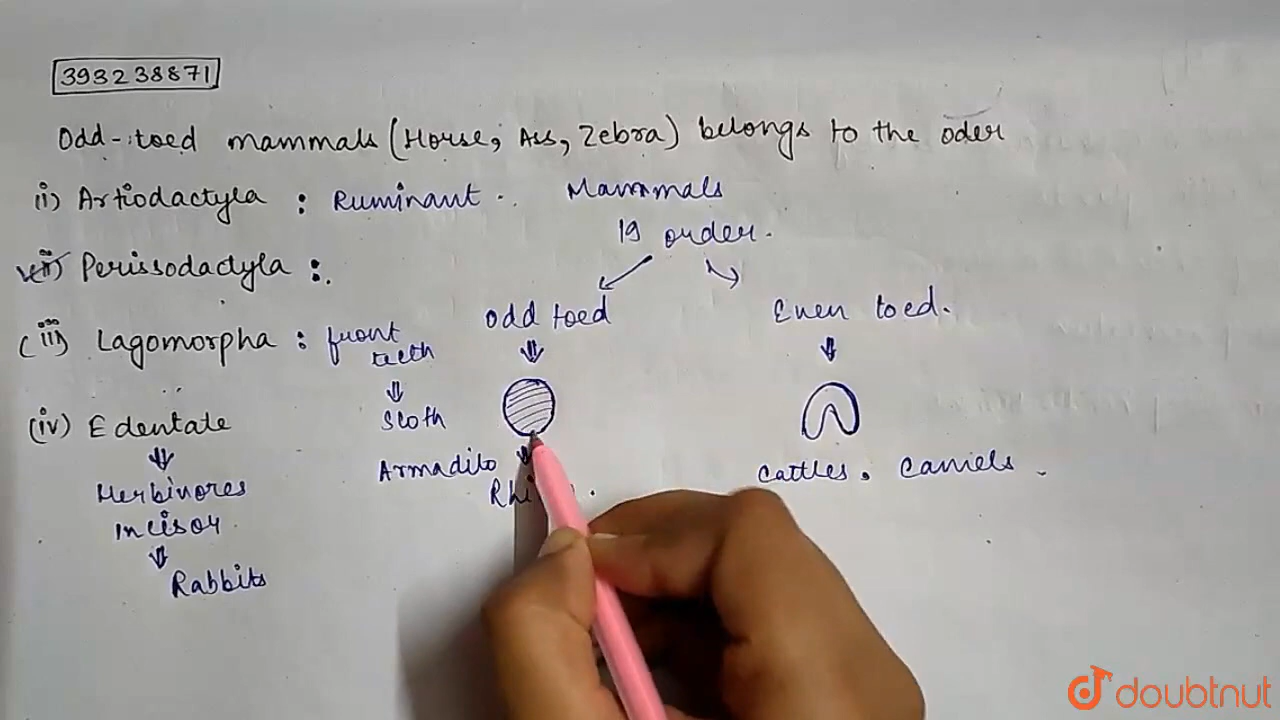 393238871
Odd-toed mammals (Horse, Ass, Zebra) belongs to the oder
(i) Artiodactyla : Ruminant.
Mammals
19 order.
(ii) Perissodactyla :
Odd toed
Even toed.
(iii) Lagomorpha : front
teeth
Sloth
Armadilo
Cattles, Camels.
(iv) Edentate
Herbivores
Incisor
Rabbits
doubtnut